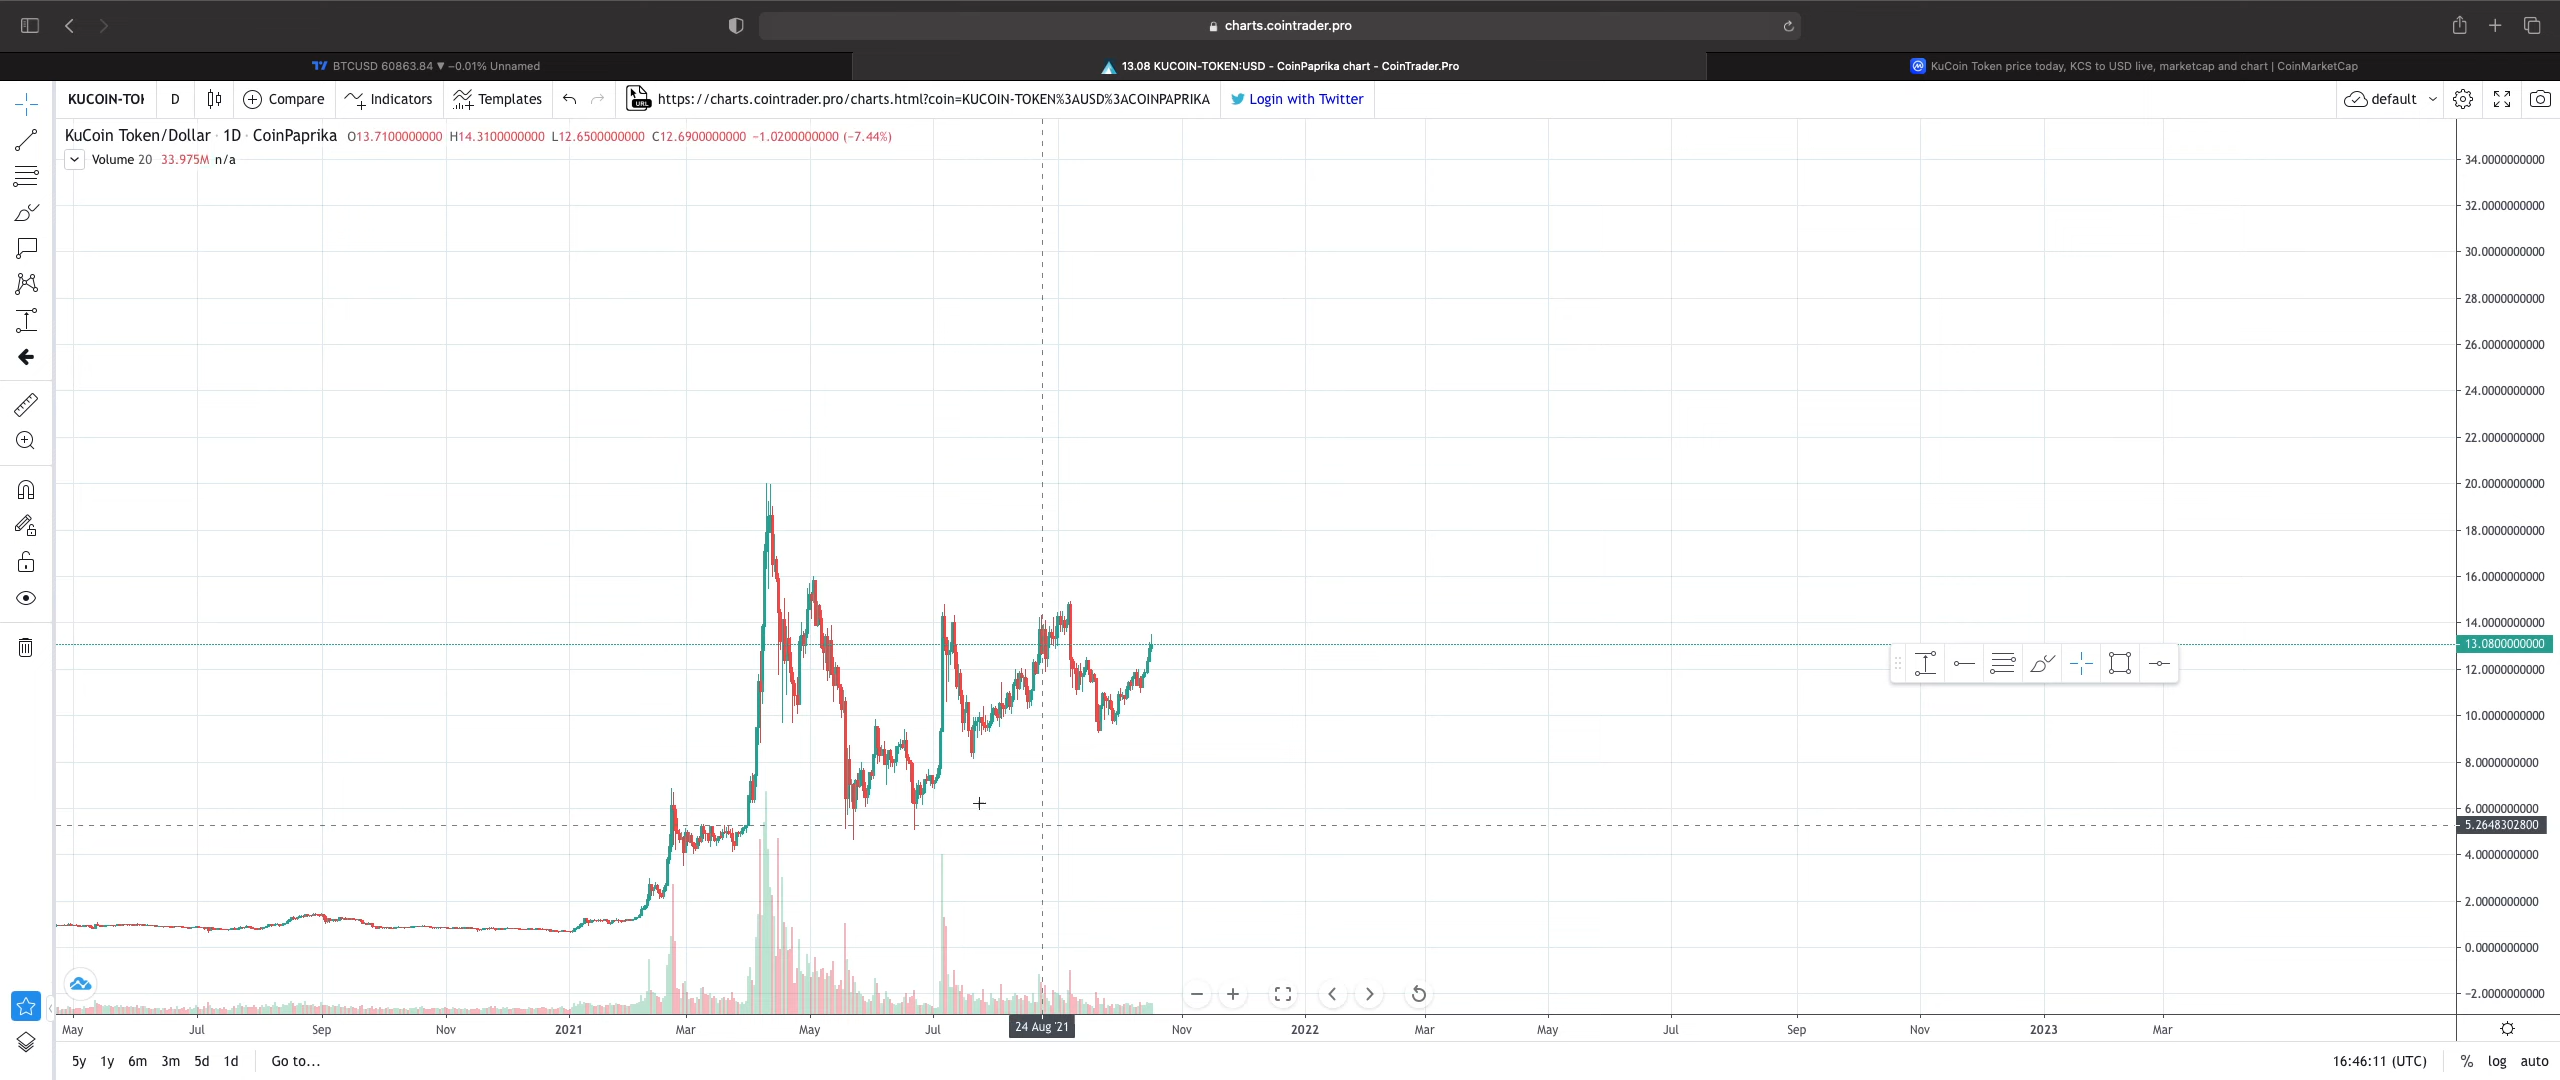 charts.cointrader.pro
BTCUSD 60863.84 ▼ −0.01% Unnamed
13.08 KUCOIN-TOKEN:USD - CoinPaprika chart - CoinTrader.Pro
KuCoin Token price today, KCS to USD live, marketcap and chart | CoinMarketCap
KUCOIN-TO D Compare Indicators Templates URL https://charts.cointrader.pro/charts.html?coin=KUCOIN-TOKEN%3AUSD%3ACOINPAPRIKA Login with Twitter default
KuCoin Token/Dollar · 1D · CoinPaprika O13.7100000000 H14.3100000000 L12.6500000000 C12.6900000000 −1.0200000000 (−7.44%)
Volume 20 33.975M n/a
34.0000000000
32.0000000000
30.0000000000
28.0000000000
26.0000000000
24.0000000000
22.0000000000
20.0000000000
18.0000000000
16.0000000000
14.0000000000
13.0800000000
12.0000000000
10.0000000000
8.0000000000
6.0000000000
5.2648302800
4.0000000000
2.0000000000
0.0000000000
−2.0000000000
May Jul Sep Nov 2021 Mar May Jul 24 Aug '21 Nov 2022 Mar May Jul Sep Nov 2023 Mar
5y 1y 6m 3m 5d 1d Go to... 16:46:11 (UTC) % log auto